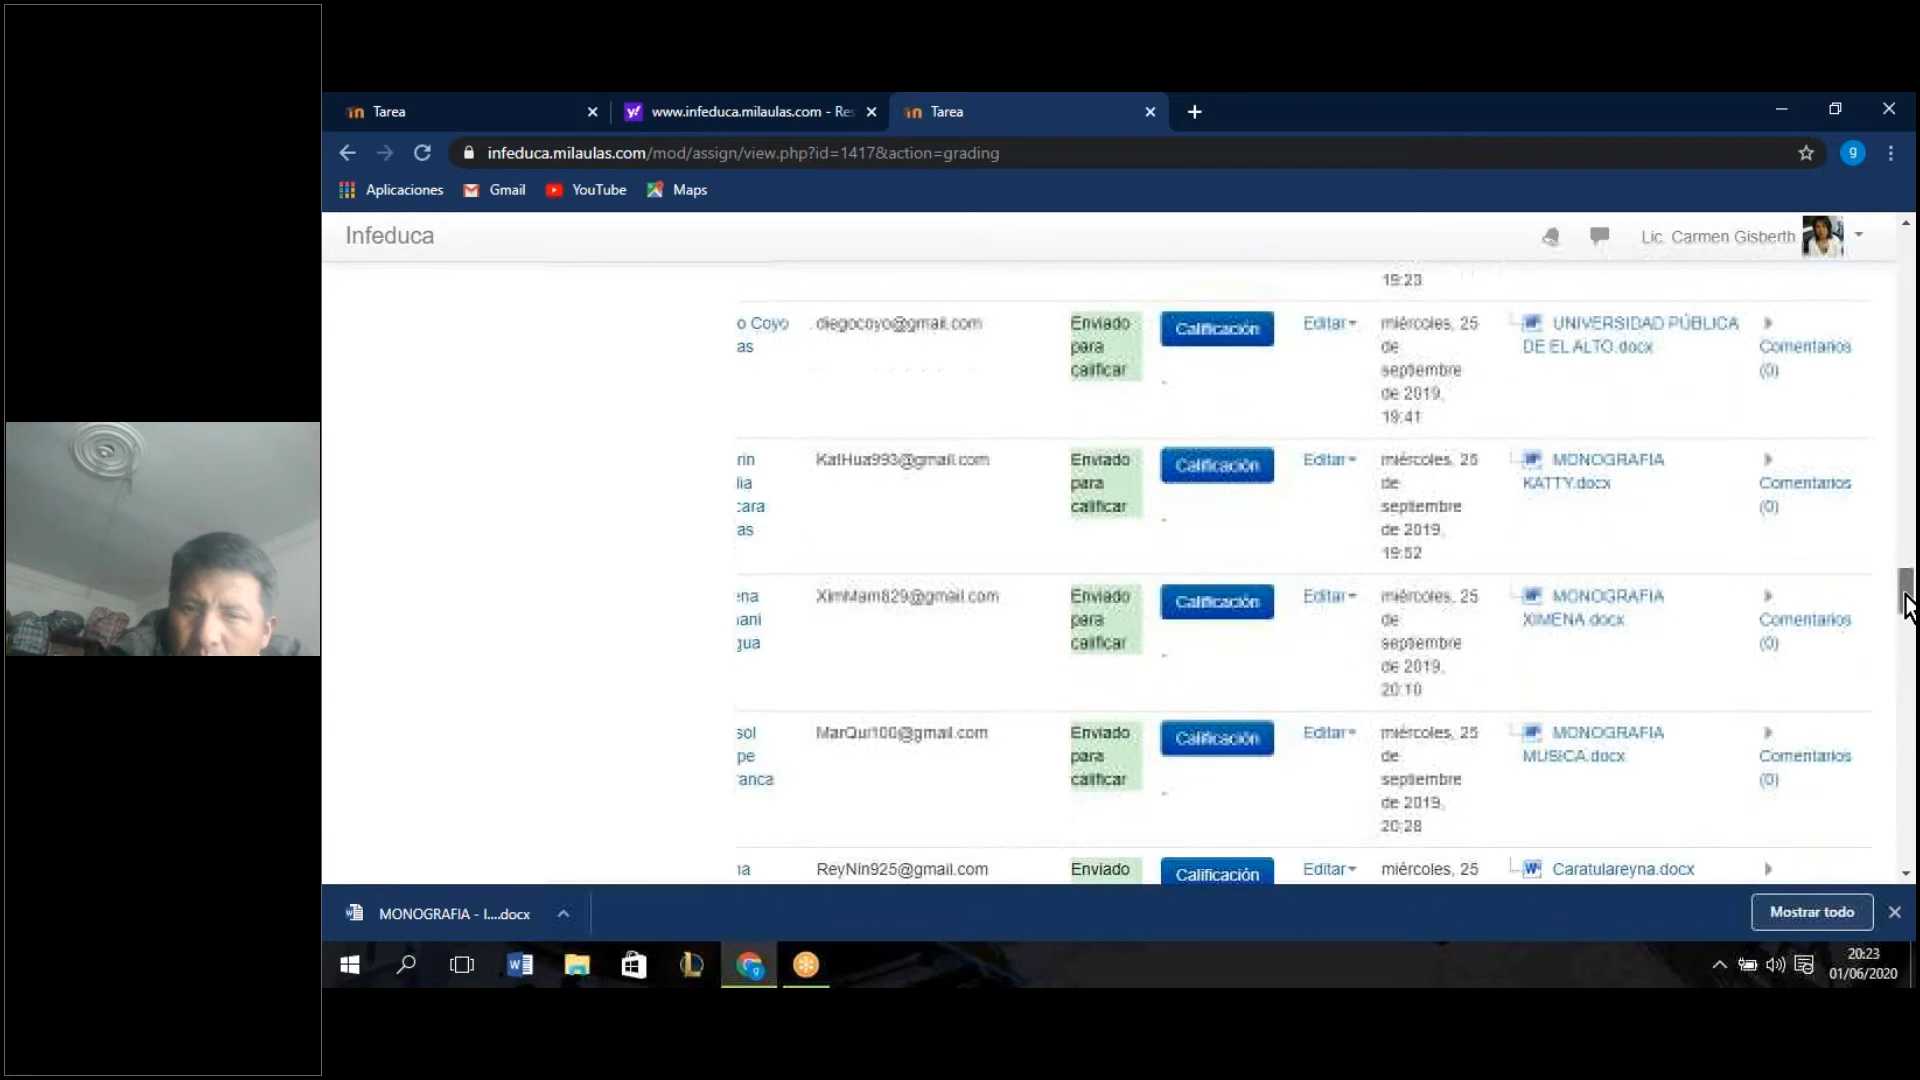 Tarea
www.infeduca.milaulas.com - Res
Tarea
infeduca.milaulas.com/mod/assign/view.php?id=1417&action=grading
Aplicaciones
Gmail
YouTube
Maps
g
Infeduca
Lic. Carmen Gisberth
19:23
o Coyo
as
diegocoyo@gmail.com
Enviado
para
calificar
Calificación
-
Editar
miércoles, 25
de
septiembre
de 2019,
19:41
UNIVERSIDAD PÚBLICA
DE EL ALTO.docx
Comentarios
(0)
rin
lia
cara
as
KatHua993@gmail.com
Enviado
para
calificar
Calificación
-
Editar
miércoles, 25
de
septiembre
de 2019,
19:52
MONOGRAFIA
KATTY.docx
Comentarios
(0)
ena
ani
gua
XimMam829@gmail.com
Enviado
para
calificar
Calificación
-
Editar
miércoles, 25
de
septiembre
de 2019,
20:10
MONOGRAFIA
XIMENA.docx
Comentarios
(0)
sol
pe
ranca
MarQui100@gmail.com
Enviado
para
calificar
Calificación
-
Editar
miércoles, 25
de
septiembre
de 2019,
20:28
MONOGRAFIA
MUSICA.docx
Comentarios
(0)
na
ReyNin925@gmail.com
Enviado
Calificación
Editar
miércoles, 25
Caratulareyna.docx
MONOGRAFIA - I....docx
Mostrar todo
20:23
01/06/2020